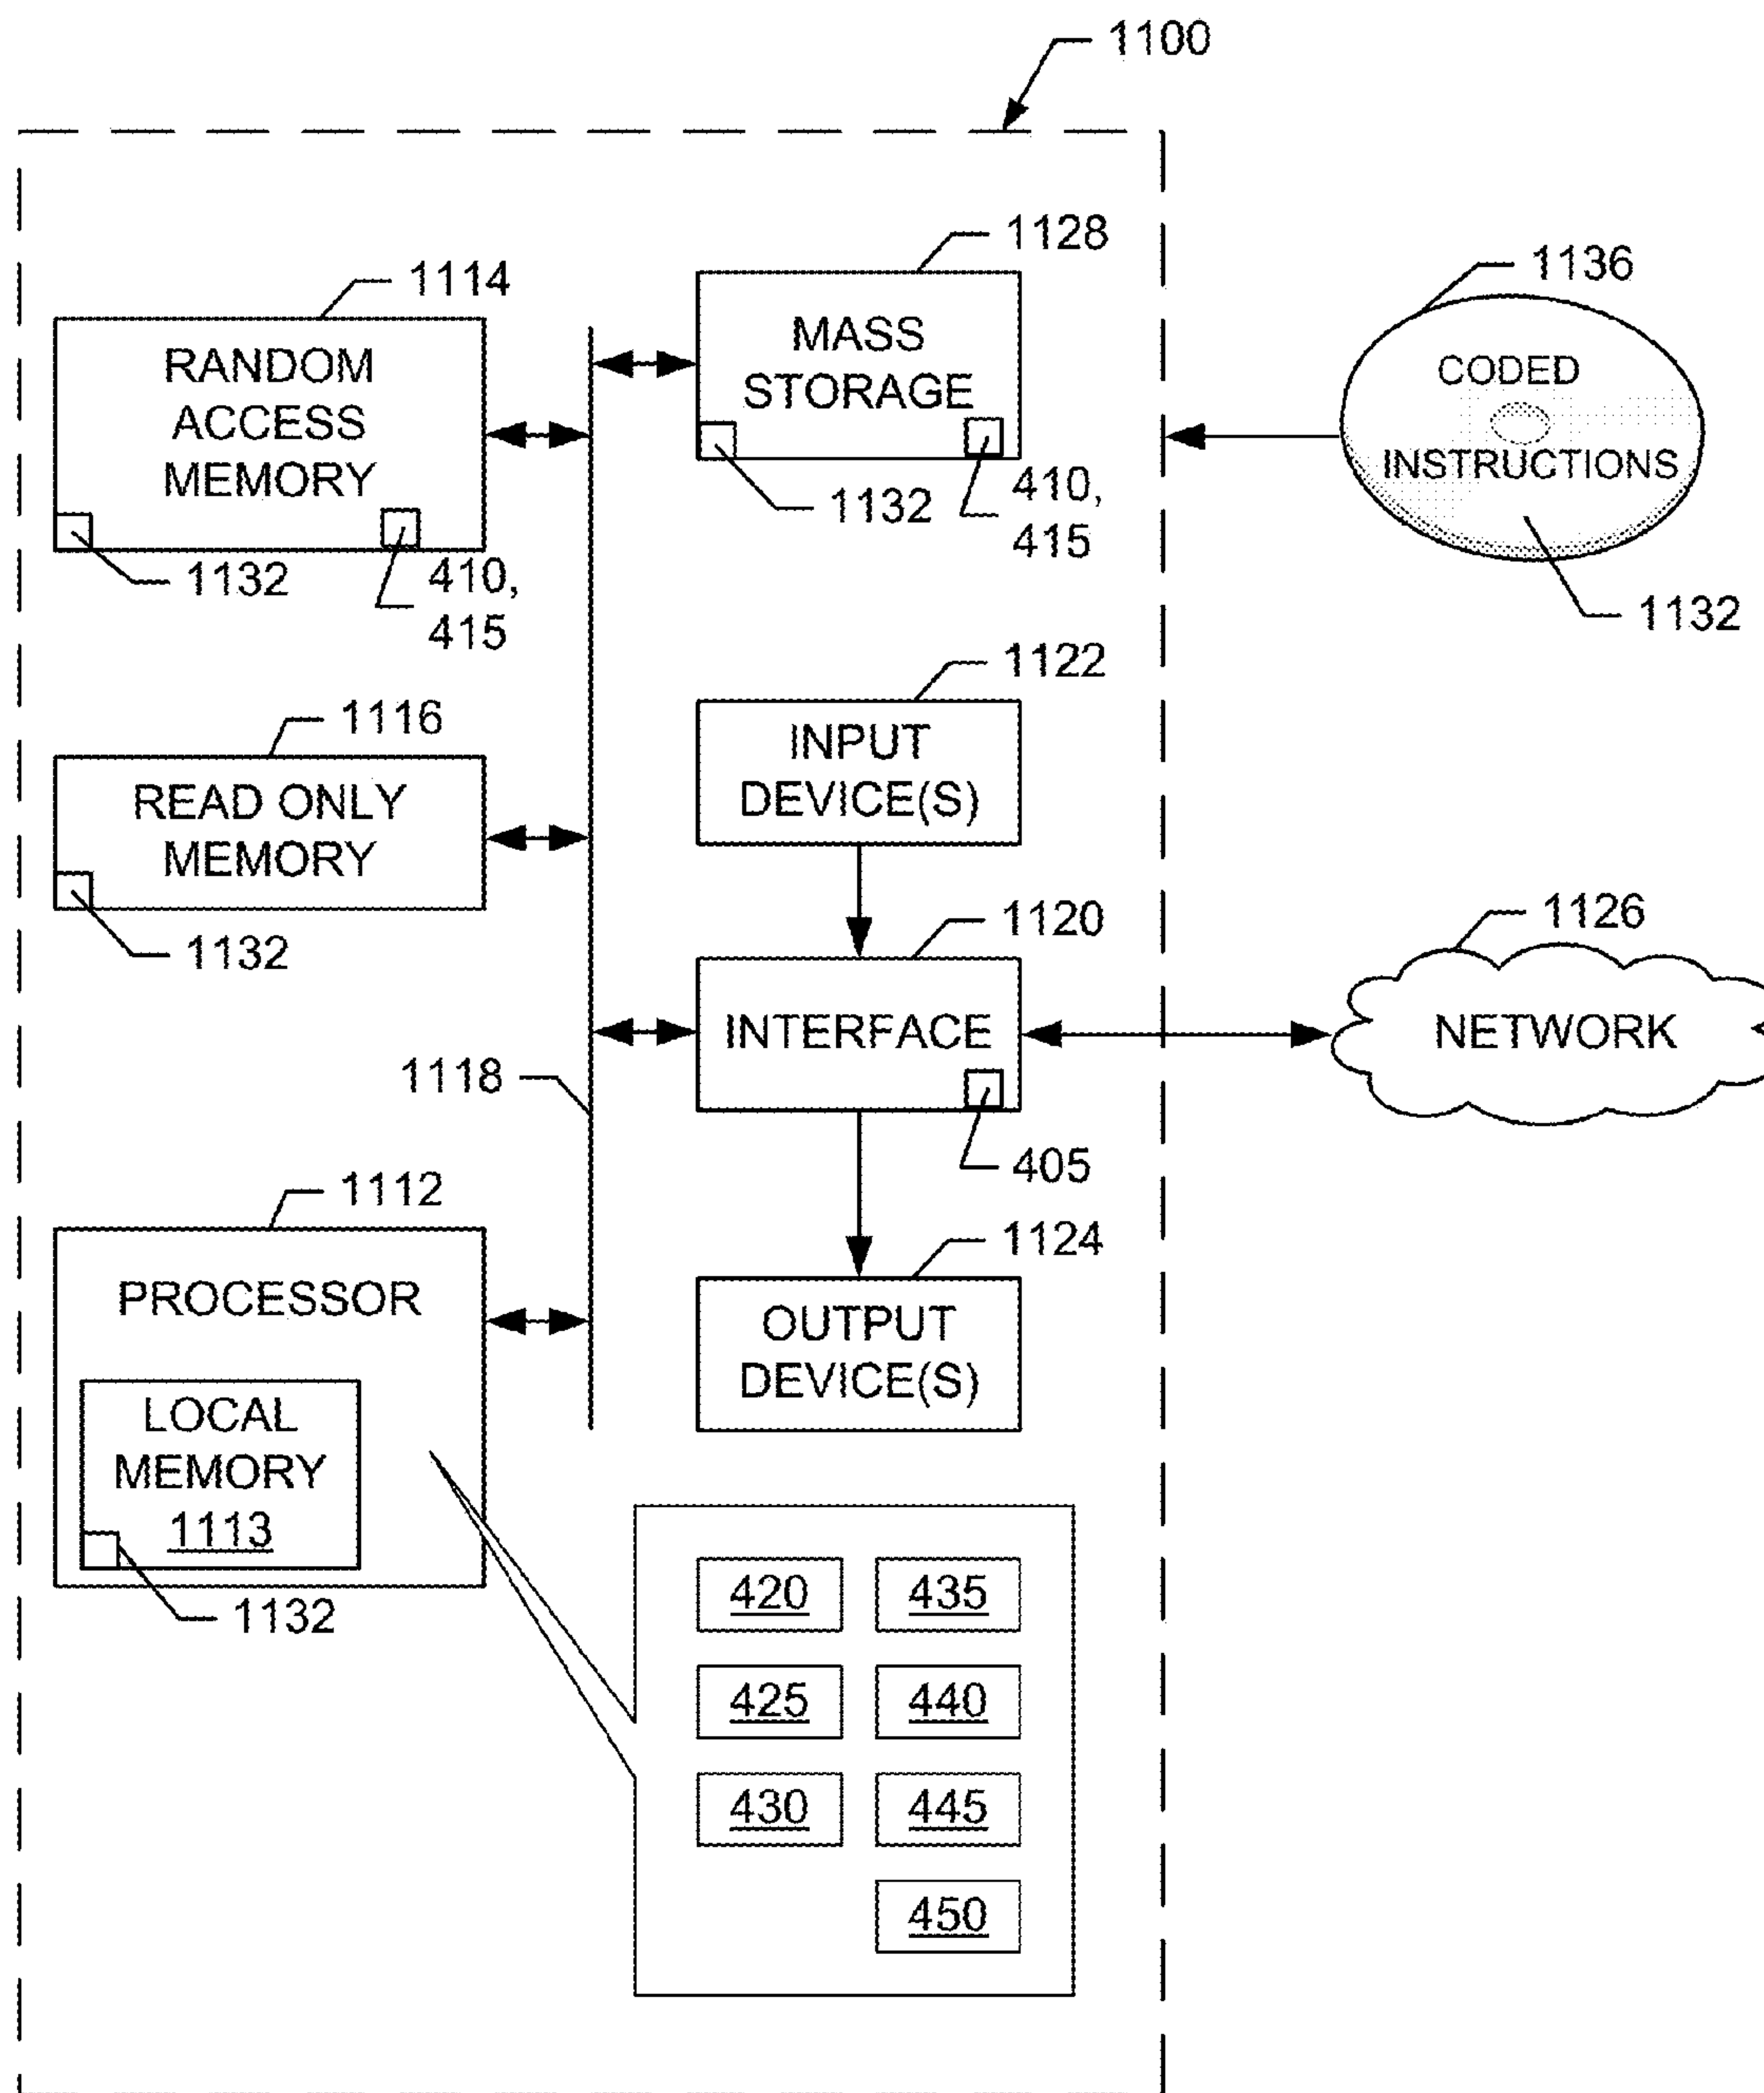 1100
1128
1136
1114
MASS
STORAGE
RANDOM
ACCESS
MEMORY
CODED
INSTRUCTIONS
1132
410,
415
1132
410,
415
1132
1122
1116
INPUT
DEVICE(S)
READ ONLY
MEMORY
1132
1120
1126
INTERFACE
NETWORK
1118
405
1112
1124
PROCESSOR
OUTPUT
DEVICE(S)
LOCAL
MEMORY
1113
1132
420
435
425
440
430
445
450